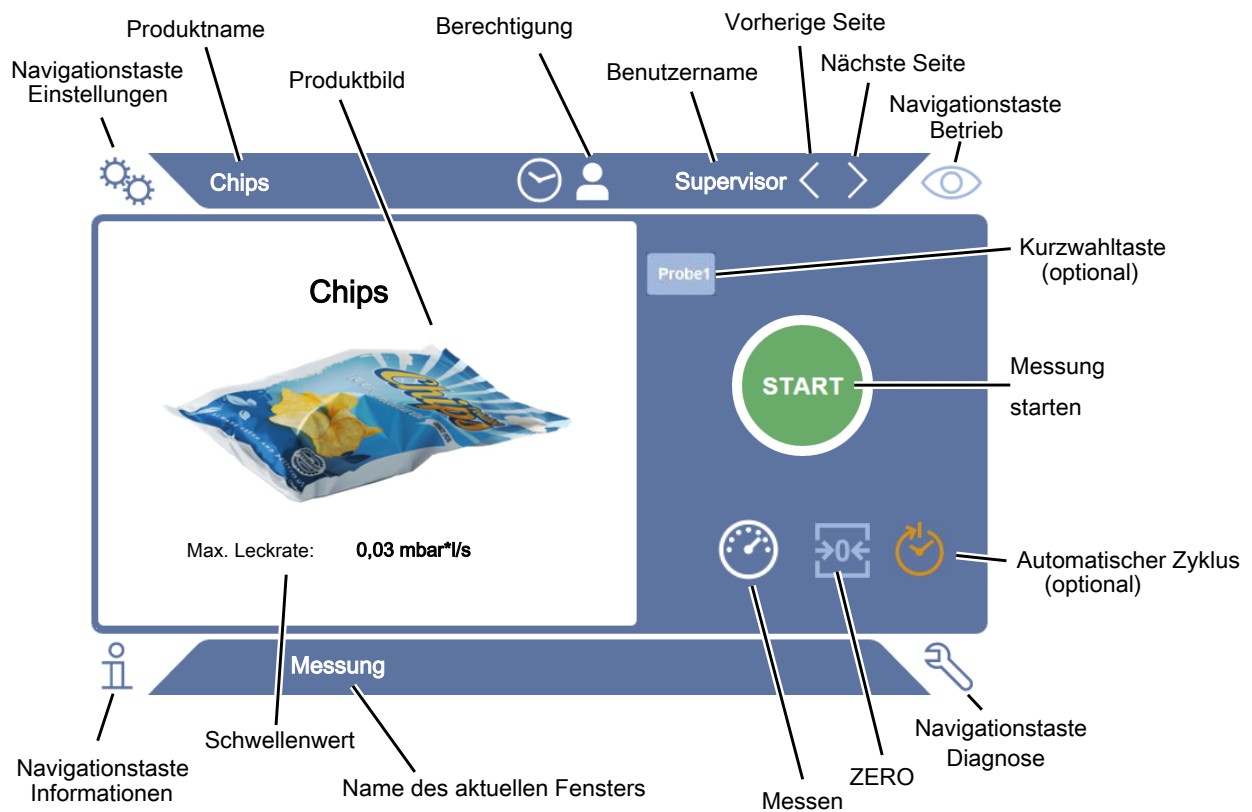 Produktname
Berechtigung
Vorherige Seite
Navigationstaste
Einstellungen
Produktbild
Benutzername
Nächste Seite
Navigationstaste
Betrieb
Chips
Supervisor
Kurzwahltaste
(optional)
Probe1
Chips
Chips
START
Messung
starten
Max. Leckrate:
0,03 mbar*l/s
→0←
Automatischer Zyklus
(optional)
Messung
Navigationstaste
Diagnose
Schwellenwert
Navigationstaste
Informationen
Name des aktuellen Fensters
ZERO
Messen